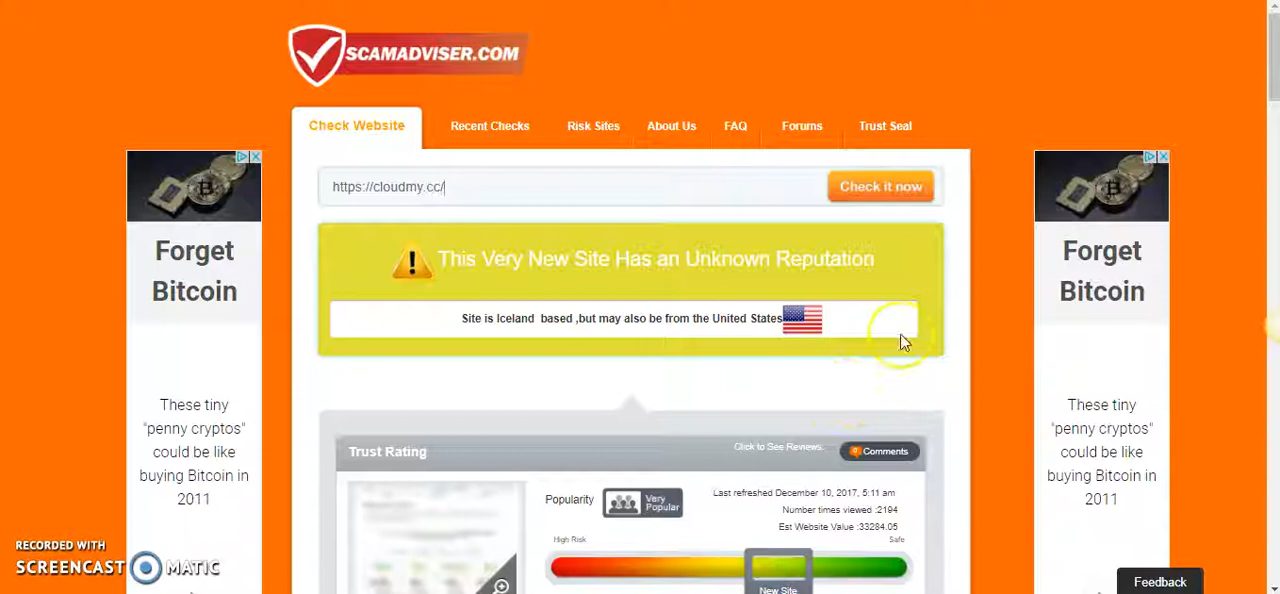 SCAMADVISER.COM
Check Website
Recent Checks
Risk Sites
About Us
FAQ
Forums
Trust Seal
https://cloudmy.cc/
Check it now
This Very New Site Has an Unknown Reputation
Site is Iceland based ,but may also be from the United States
Forget
Bitcoin
These tiny
"penny cryptos"
could be like
buying Bitcoin in
2011
Forget
Bitcoin
These tiny
"penny cryptos"
could be like
buying Bitcoin in
2011
Trust Rating
Click to See Reviews:
0 Comments
Popularity
Very
Popular
Last refreshed December 10, 2017, 5:11 am
Number times viewed :2194
Est Website Value :33284.05
High Risk
Safe
New Site
RECORDED WITH
SCREENCAST MATIC
Feedback